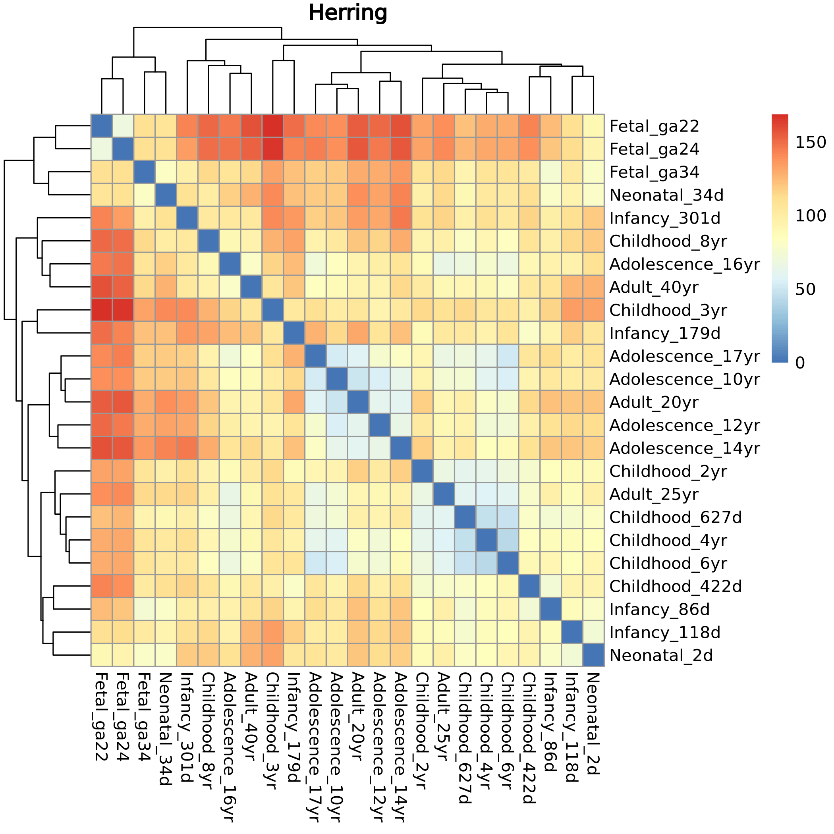 Herring
Fetal_ga22
Fetal_ga24
Fetal_ga34
Neonatal_34d
Infancy_301d
Childhood_8yr
Adolescence_16yr
Adult_40yr
Childhood_3yr
Infancy_179d
Adolescence_17yr
Adolescence_10yr
Adult_20yr
Adolescence_12yr
Adolescence_14yr
Childhood_2yr
Adult_25yr
Childhood_627d
Childhood_4yr
Childhood_6yr
Childhood_422d
Infancy_86d
Infancy_118d
Neonatal_2d
150
100
50
0
Fetal_ga22
Fetal_ga24
Fetal_ga34
Neonatal_34d
Infancy_301d
Childhood_8yr
Adolescence_16yr
Adult_40yr
Childhood_3yr
Infancy_179d
Adolescence_17yr
Adolescence_10yr
Adult_20yr
Adolescence_12yr
Adolescence_14yr
Childhood_2yr
Adult_25yr
Childhood_627d
Childhood_4yr
Childhood_6yr
Childhood_422d
Infancy_86d
Infancy_118d
Neonatal_2d